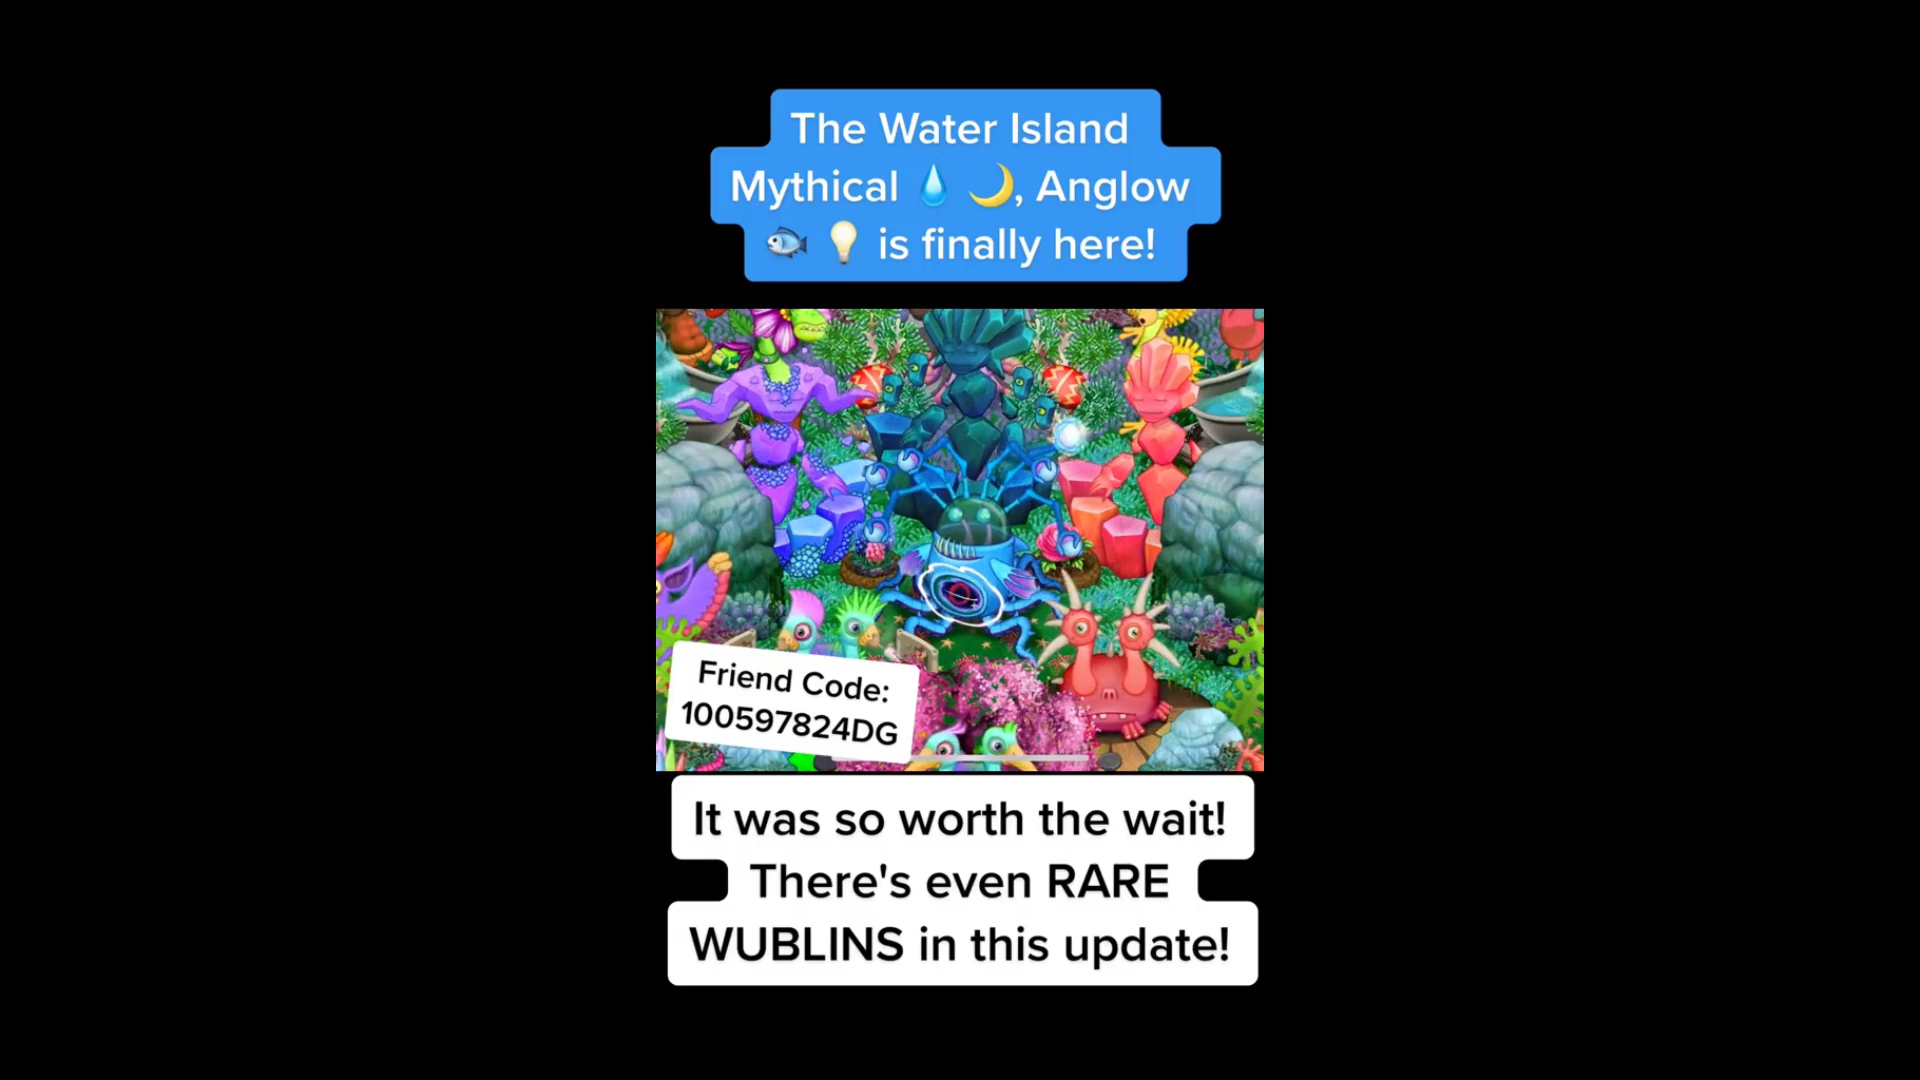 The Water Island
Mythical 💧 🌙, Anglow
🐟 💡 is finally here!
Friend Code:
100597824DG
It was so worth the wait!
There's even RARE
WUBLINS in this update!